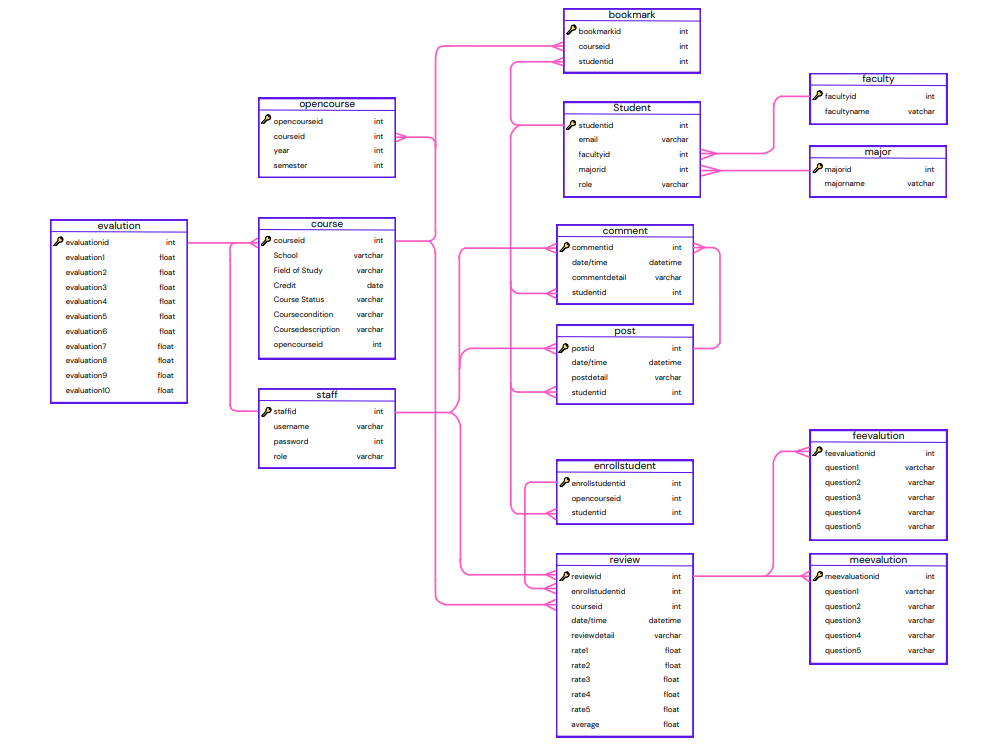 bookmark
bookmarkid int
courseid int
studentid int
faculty
facultyid int
facultyname vatchar
opencourse
opencourseid int
courseid int
year int
semester int
Student
studentid int
email varchar
facultyid int
majorid int
role varchar
major
majorid int
majorname vatchar
evalution
evaluationid int
evaluation1 float
evaluation2 float
evaluation3 float
evaluation4 float
evaluation5 float
evaluation6 float
evaluation7 float
evaluation8 float
evaluation9 float
evaluation10 float
course
courseid int
School vartchar
Field of Study varchar
Credit date
Course Status varchar
Coursecondition varchar
Coursedescription varchar
opencourseid int
comment
commentid int
date/time datetime
commentdetail varchar
studentid int
post
postid int
date/time datetime
postdetail varchar
studentid int
staff
staffid int
username varchar
password int
role varchar
feevalution
feevaluationid int
question1 vartchar
question2 varchar
question3 varchar
question4 varchar
question5 varchar
enrollstudent
enrollstudentid int
opencourseid int
studentid int
review
reviewid int
enrollstudentid int
courseid int
date/time datetime
reviewdetail varchar
rate1 float
rate2 float
rate3 float
rate4 float
rate5 float
average float
meevalution
meevaluationid int
question1 vartchar
question2 varchar
question3 varchar
question4 varchar
question5 varchar